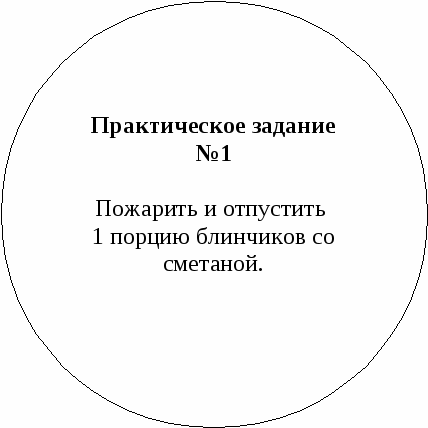 Практическое задание
№1
Пожарить и отпустить
1 порцию блинчиков со
сметаной.